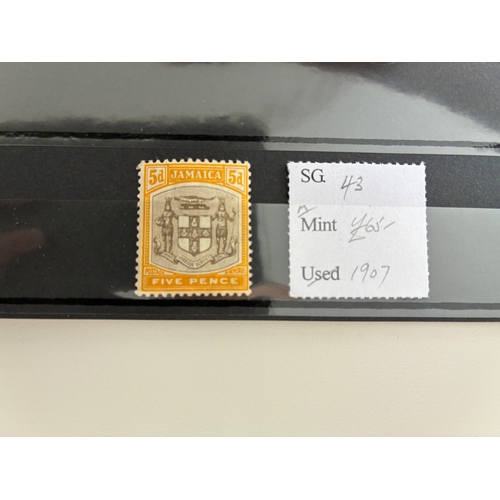 5d JAMAICA 5d
FIVE PENCE
SG. 43
Mint £65/-
Used 1907